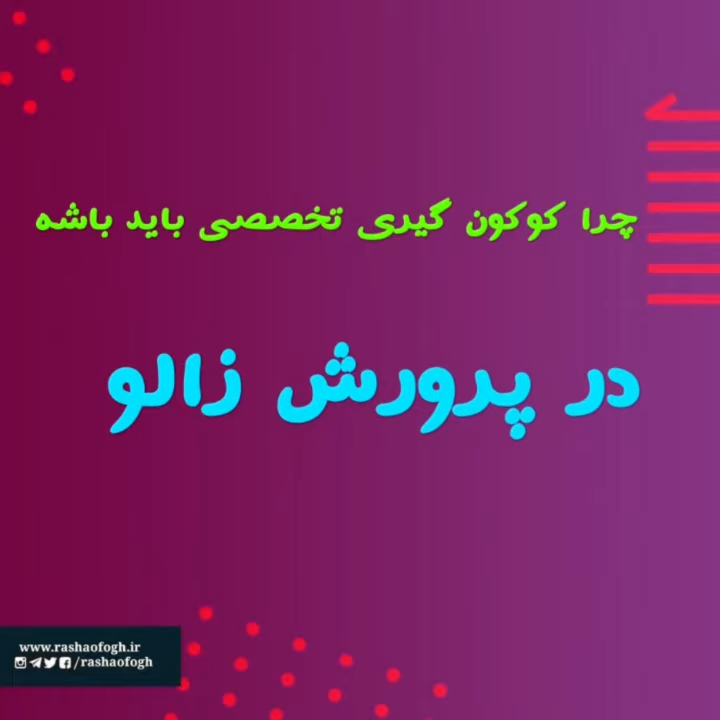 چرا کوکون گیری تخصصی باید باشه
در پرورش زالو
www.rashaofogh.ir
/rashaofogh